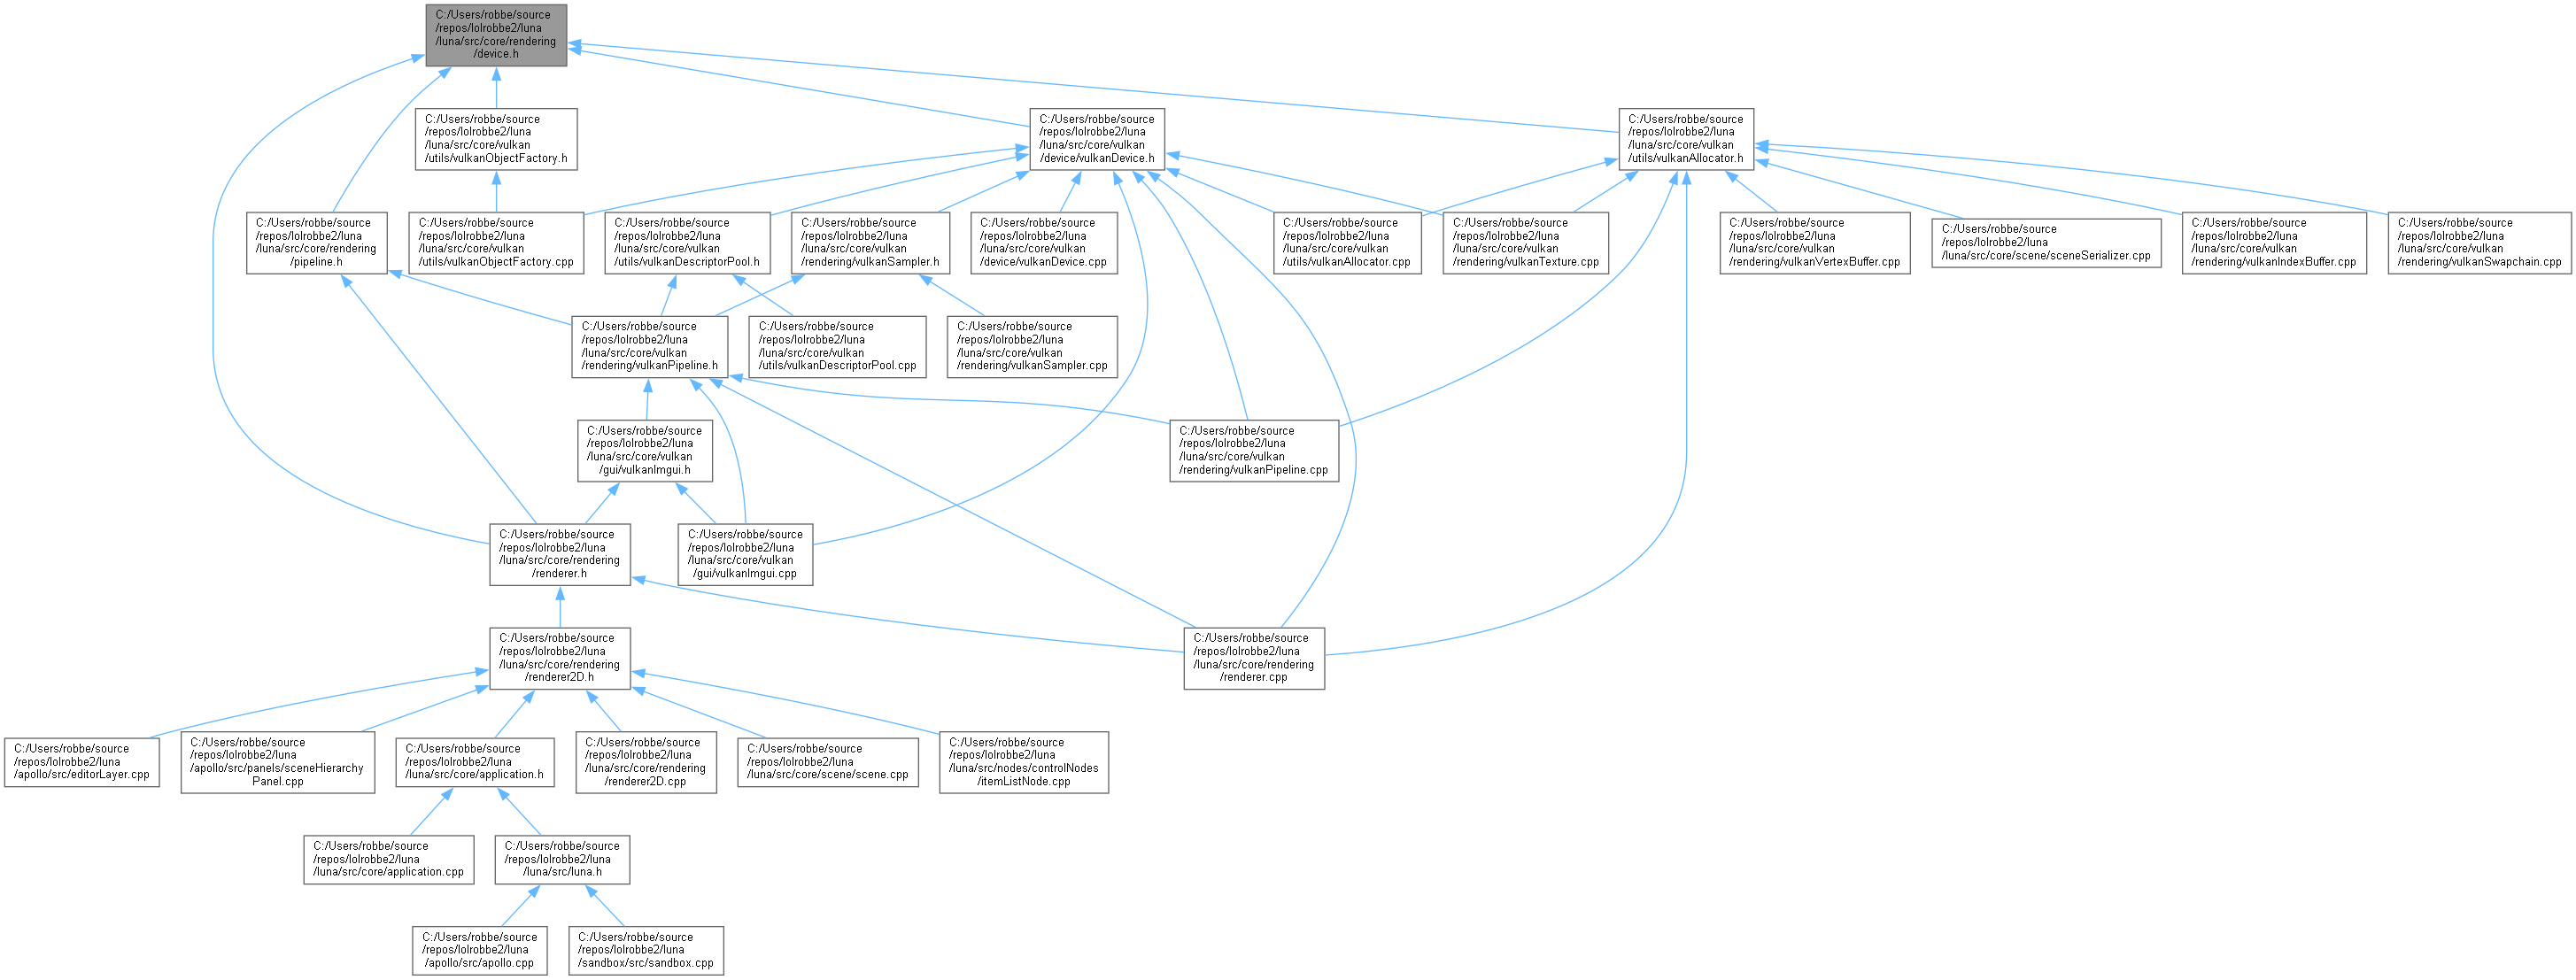 C:/Users/robbe/source
/repos/lolrobbe2/luna
/luna/src/core/rendering
/device.h
C:/Users/robbe/source
/repos/lolrobbe2/luna
/luna/src/core/vulkan
/utils/vulkanObjectFactory.h
C:/Users/robbe/source
/repos/lolrobbe2/luna
/luna/src/core/vulkan
/device/vulkanDevice.h
C:/Users/robbe/source
/repos/lolrobbe2/luna
/luna/src/core/vulkan
/utils/vulkanAllocator.h
C:/Users/robbe/source
/repos/lolrobbe2/luna
/luna/src/core/rendering
/pipeline.h
C:/Users/robbe/source
/repos/lolrobbe2/luna
/luna/src/core/vulkan
/utils/vulkanObjectFactory.cpp
C:/Users/robbe/source
/repos/lolrobbe2/luna
/luna/src/core/vulkan
/utils/vulkanDescriptorPool.h
C:/Users/robbe/source
/repos/lolrobbe2/luna
/luna/src/core/vulkan
/rendering/vulkanSampler.h
C:/Users/robbe/source
/repos/lolrobbe2/luna
/luna/src/core/vulkan
/device/vulkanDevice.cpp
C:/Users/robbe/source
/repos/lolrobbe2/luna
/luna/src/core/vulkan
/utils/vulkanAllocator.cpp
C:/Users/robbe/source
/repos/lolrobbe2/luna
/luna/src/core/vulkan
/rendering/vulkanTexture.cpp
C:/Users/robbe/source
/repos/lolrobbe2/luna
/luna/src/core/vulkan
/rendering/vulkanVertexBuffer.cpp
C:/Users/robbe/source
/repos/lolrobbe2/luna
/luna/src/core/scene/sceneSerializer.cpp
C:/Users/robbe/source
/repos/lolrobbe2/luna
/luna/src/core/vulkan
/rendering/vulkanIndexBuffer.cpp
C:/Users/robbe/source
/repos/lolrobbe2/luna
/luna/src/core/vulkan
/rendering/vulkanSwapchain.cpp
C:/Users/robbe/source
/repos/lolrobbe2/luna
/luna/src/core/vulkan
/rendering/vulkanPipeline.h
C:/Users/robbe/source
/repos/lolrobbe2/luna
/luna/src/core/vulkan
/utils/vulkanDescriptorPool.cpp
C:/Users/robbe/source
/repos/lolrobbe2/luna
/luna/src/core/vulkan
/rendering/vulkanSampler.cpp
C:/Users/robbe/source
/repos/lolrobbe2/luna
/luna/src/core/vulkan
/gui/vulkanImgui.h
C:/Users/robbe/source
/repos/lolrobbe2/luna
/luna/src/core/vulkan
/rendering/vulkanPipeline.cpp
C:/Users/robbe/source
/repos/lolrobbe2/luna
/luna/src/core/rendering
/renderer.h
C:/Users/robbe/source
/repos/lolrobbe2/luna
/luna/src/core/vulkan
/gui/vulkanImgui.cpp
C:/Users/robbe/source
/repos/lolrobbe2/luna
/luna/src/core/rendering
/renderer2D.h
C:/Users/robbe/source
/repos/lolrobbe2/luna
/luna/src/core/rendering
/renderer.cpp
C:/Users/robbe/source
/repos/lolrobbe2/luna
/apollo/src/editorLayer.cpp
C:/Users/robbe/source
/repos/lolrobbe2/luna
/apollo/src/panels/sceneHierarchy
Panel.cpp
C:/Users/robbe/source
/repos/lolrobbe2/luna
/luna/src/core/application.h
C:/Users/robbe/source
/repos/lolrobbe2/luna
/luna/src/core/rendering
/renderer2D.cpp
C:/Users/robbe/source
/repos/lolrobbe2/luna
/luna/src/core/scene/scene.cpp
C:/Users/robbe/source
/repos/lolrobbe2/luna
/luna/src/nodes/controlNodes
/itemListNode.cpp
C:/Users/robbe/source
/repos/lolrobbe2/luna
/luna/src/core/application.cpp
C:/Users/robbe/source
/repos/lolrobbe2/luna
/luna/src/luna.h
C:/Users/robbe/source
/repos/lolrobbe2/luna
/apollo/src/apollo.cpp
C:/Users/robbe/source
/repos/lolrobbe2/luna
/sandbox/src/sandbox.cpp